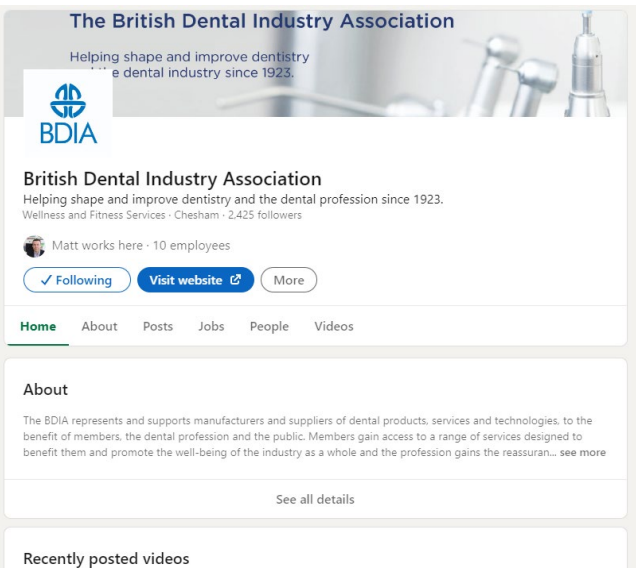 The British Dental Industry Association
Helping shape and improve dentistry
the dental industry since 1923.
BDIA
British Dental Industry Association
Helping shape and improve dentistry and the dental profession since 1923.
Wellness and Fitness Services · Chesham · 2,425 followers
Matt works here · 10 employees
✓ Following
Visit website
More
Home About Posts Jobs People Videos
About
The BDIA represents and supports manufacturers and suppliers of dental products, services and technologies, to the
benefit of members, the dental profession and the public. Members gain access to a range of services designed to
benefit them and promote the well-being of the industry as a whole and the profession gains the reassuran... see more
See all details
Recently posted videos